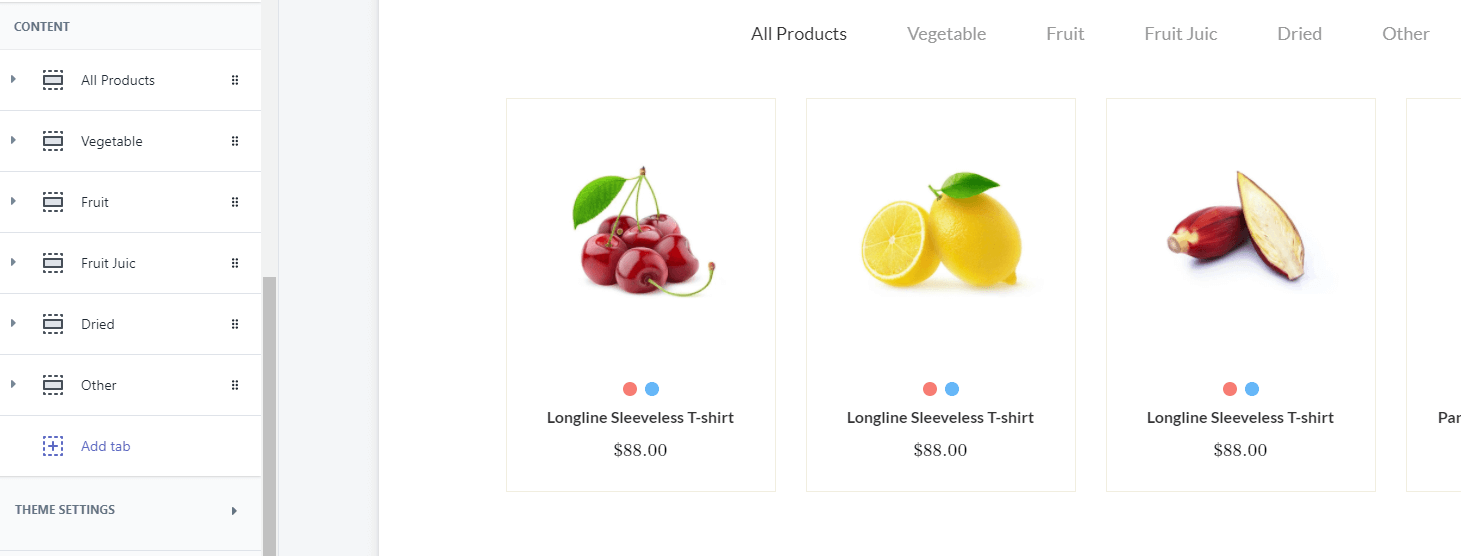 CONTENT
All Products
Vegetable
Fruit
Fruit Juic
Dried
Other
Add tab
THEME SETTINGS
All Products Vegetable Fruit Fruit Juic Dried Other
Longline Sleeveless T-shirt Longline Sleeveless T-shirt Longline Sleeveless T-shirt Par
$88.00 $88.00 $88.00